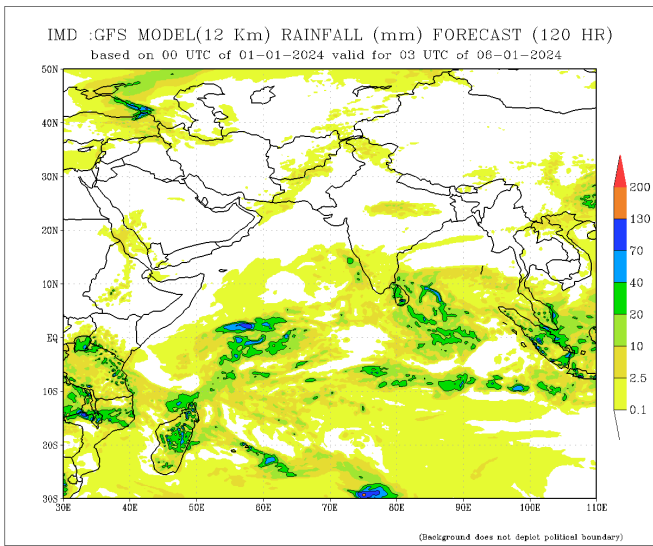 IMD :GFS MODEL(12 Km) RAINFALL (mm) FORECAST (120 HR)
based on 00 UTC of 01-01-2024 valid for 03 UTC of 06-01-2024
50N
40N
30N
20N
10N
EQ
10S
20S
30S
30E 40E 50E 60E 70E 80E 90E 100E 110E
200
130
70
40
20
10
2.5
0.1
(Background does not depict political boundary)